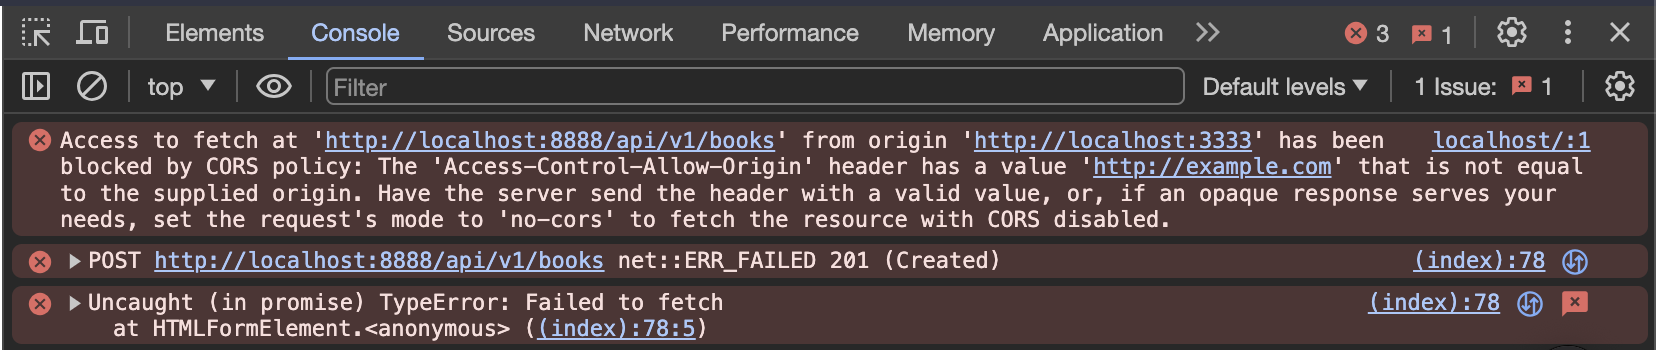 Elements Console Sources Network Performance Memory Application 3 1
top Filter Default levels 1 Issue: 1
Access to fetch at 'http://localhost:8888/api/v1/books' from origin 'http://localhost:3333' has been localhost/:1
blocked by CORS policy: The 'Access-Control-Allow-Origin' header has a value 'http://example.com' that is not equal
to the supplied origin. Have the server send the header with a valid value, or, if an opaque response serves your
needs, set the request's mode to 'no-cors' to fetch the resource with CORS disabled.
POST http://localhost:8888/api/v1/books net::ERR_FAILED 201 (Created) (index):78
Uncaught (in promise) TypeError: Failed to fetch (index):78
at HTMLFormElement.<anonymous> ((index):78:5)